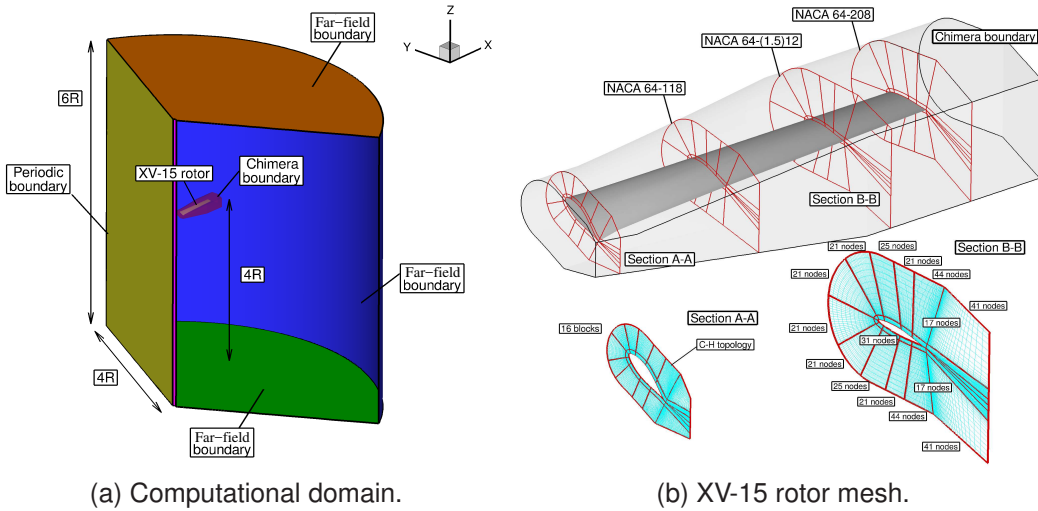 Far-field
boundary
Z
Y
X
6R
Periodic
boundary
XV-15 rotor
Chimera
boundary
4R
Far-field
boundary
4R
Far-field
boundary
(a) Computational domain.
NACA 64-208
NACA 64-(1.5)12
Chimera boundary
NACA 64-118
Section B-B
Section A-A
Section A-A
16 blocks
C-H topology
Section B-B
21 nodes
25 nodes
21 nodes
44 nodes
41 nodes
21 nodes
17 nodes
21 nodes
31 nodes
21 nodes
17 nodes
25 nodes
21 nodes
44 nodes
41 nodes
(b) XV-15 rotor mesh.